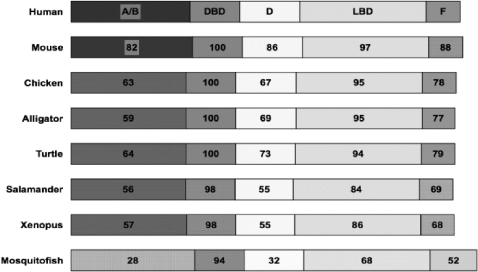 Human A/B DBD D LBD F
Mouse 82 100 86 97 88
Chicken 63 100 67 95 78
Alligator 59 100 69 95 77
Turtle 64 100 73 94 79
Salamander 56 98 55 84 69
Xenopus 57 98 55 86 68
Mosquitofish 28 94 32 68 52